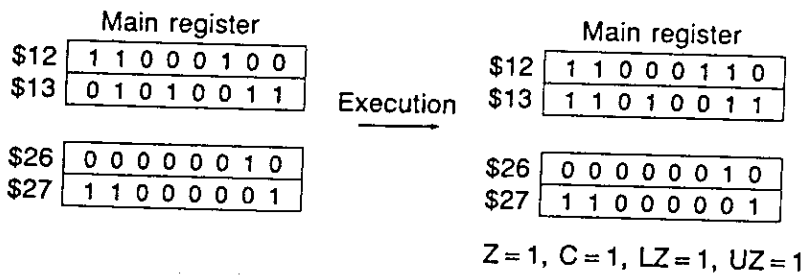 Main register
$12 1 1 0 0 0 1 0 0
$13 0 1 0 1 0 0 1 1
$26 0 0 0 0 0 0 1 0
$27 1 1 0 0 0 0 0 1
Execution
Main register
$12 1 1 0 0 0 1 1 0
$13 1 1 0 1 0 0 1 1
$26 0 0 0 0 0 0 1 0
$27 1 1 0 0 0 0 0 1
Z = 1, C = 1, LZ = 1, UZ = 1